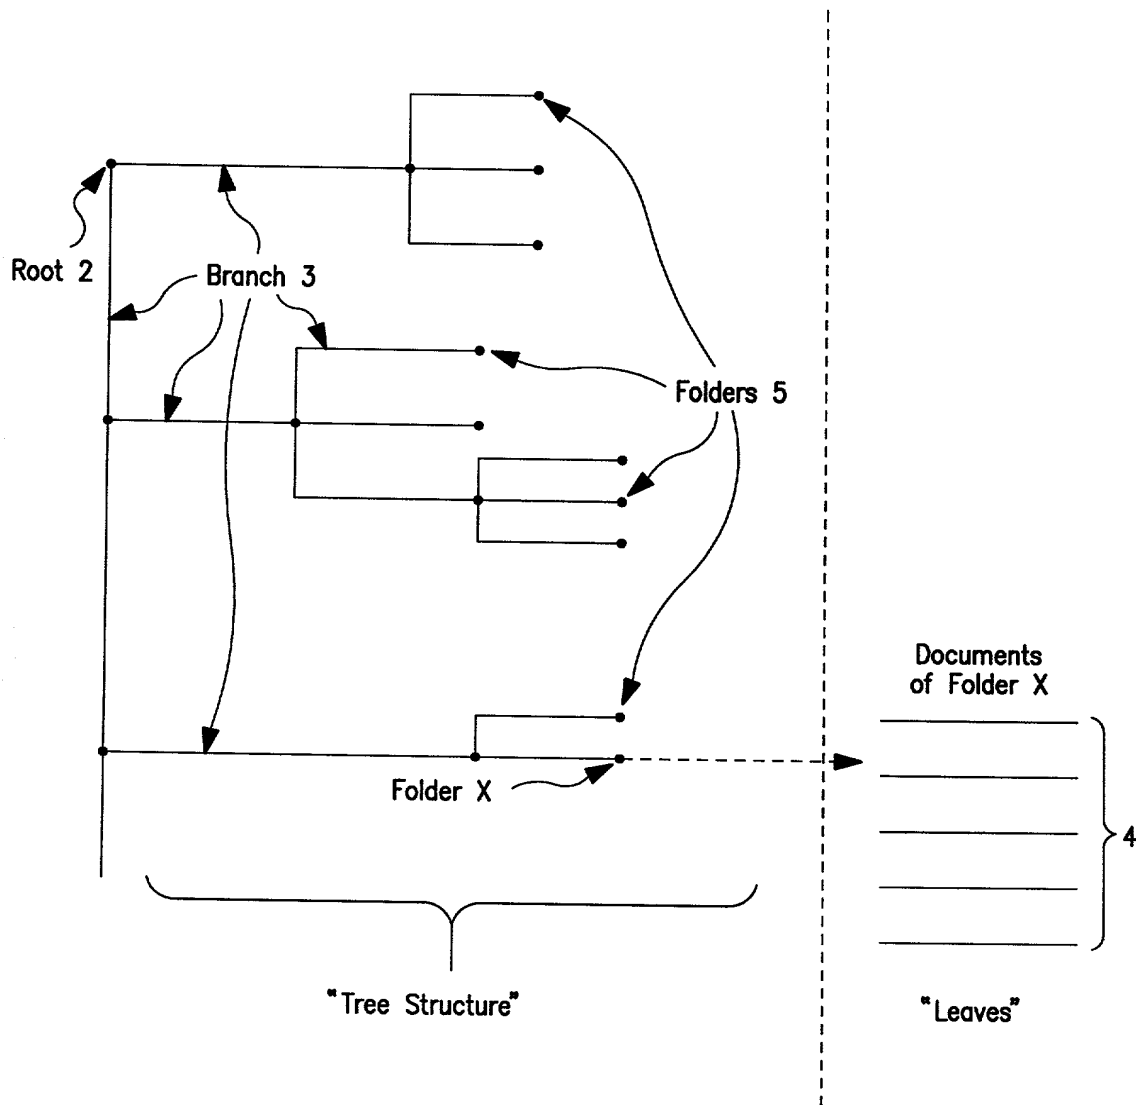 Root 2
Branch 3
Folders 5
Documents
of Folder X
Folder X
4
"Tree Structure"
"Leaves"